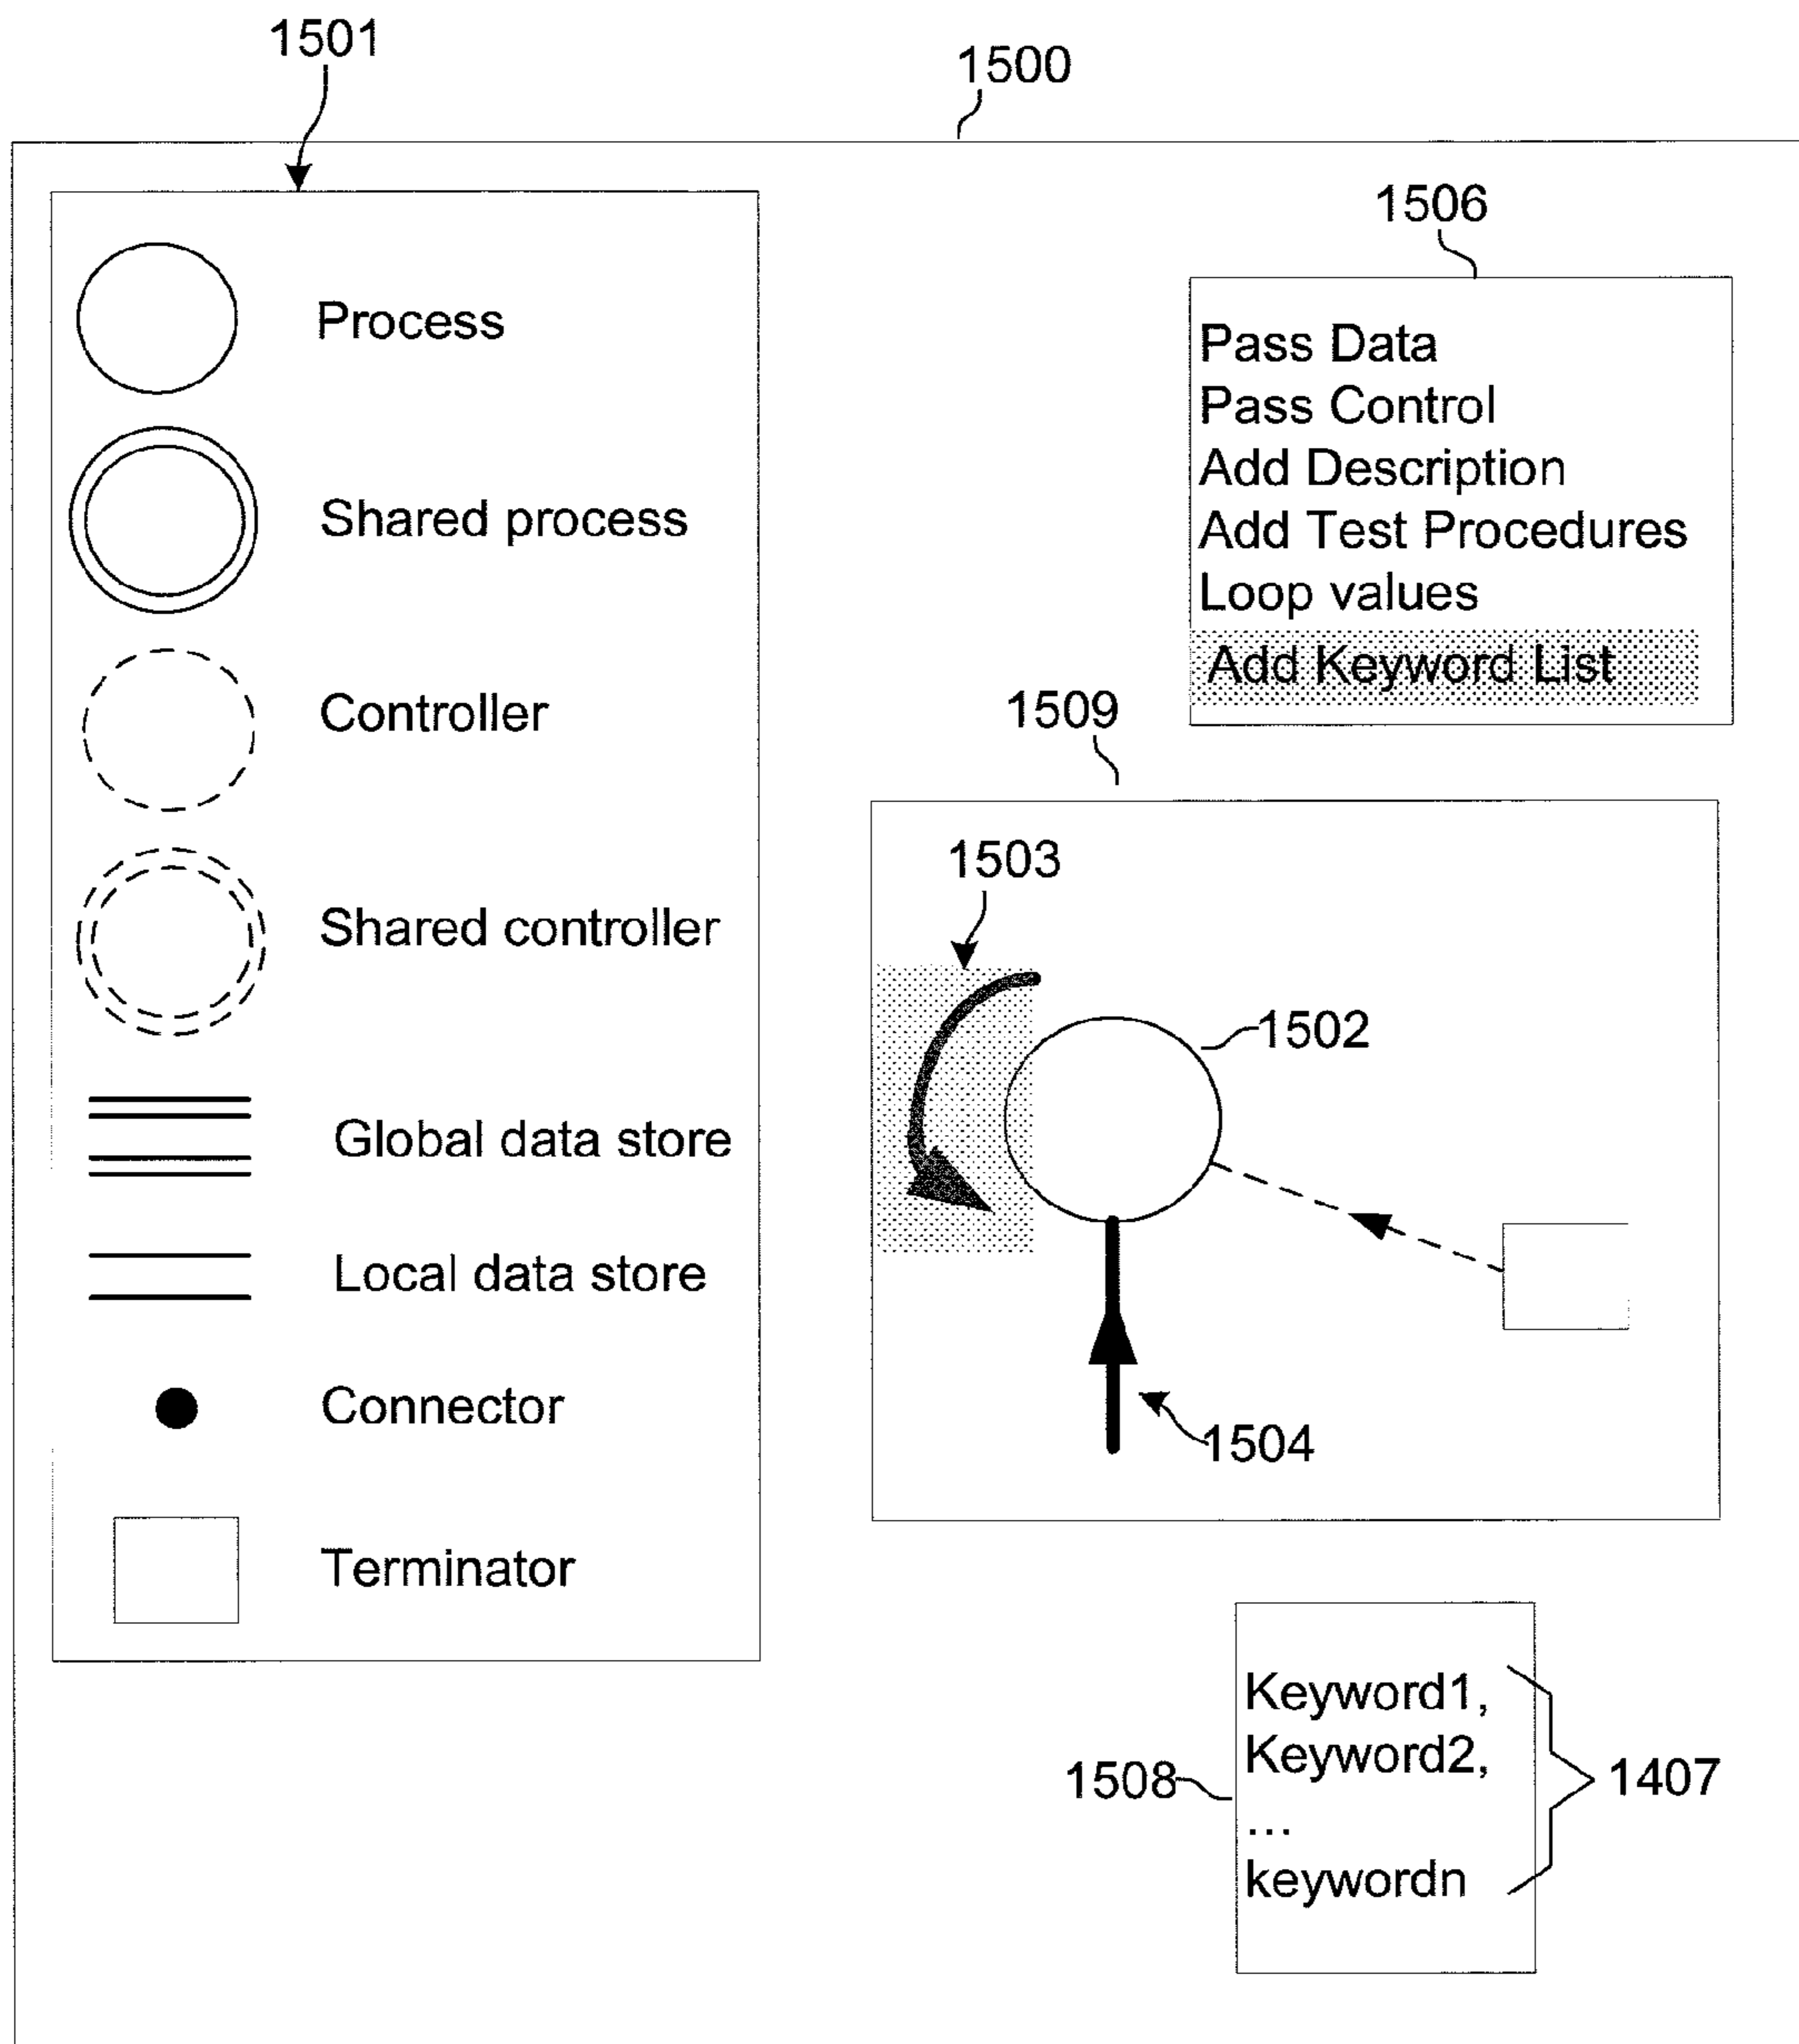 1501
1500
1506
Process
Shared process
Controller
Shared controller
Global data store
Local data store
Connector
Terminator
Pass Data
Pass Control
Add Description
Add Test Procedures
Loop values
Add Keyword List
1509
1503
1502
1504
Keyword1,
Keyword2,
...
keywordn
1508
1407